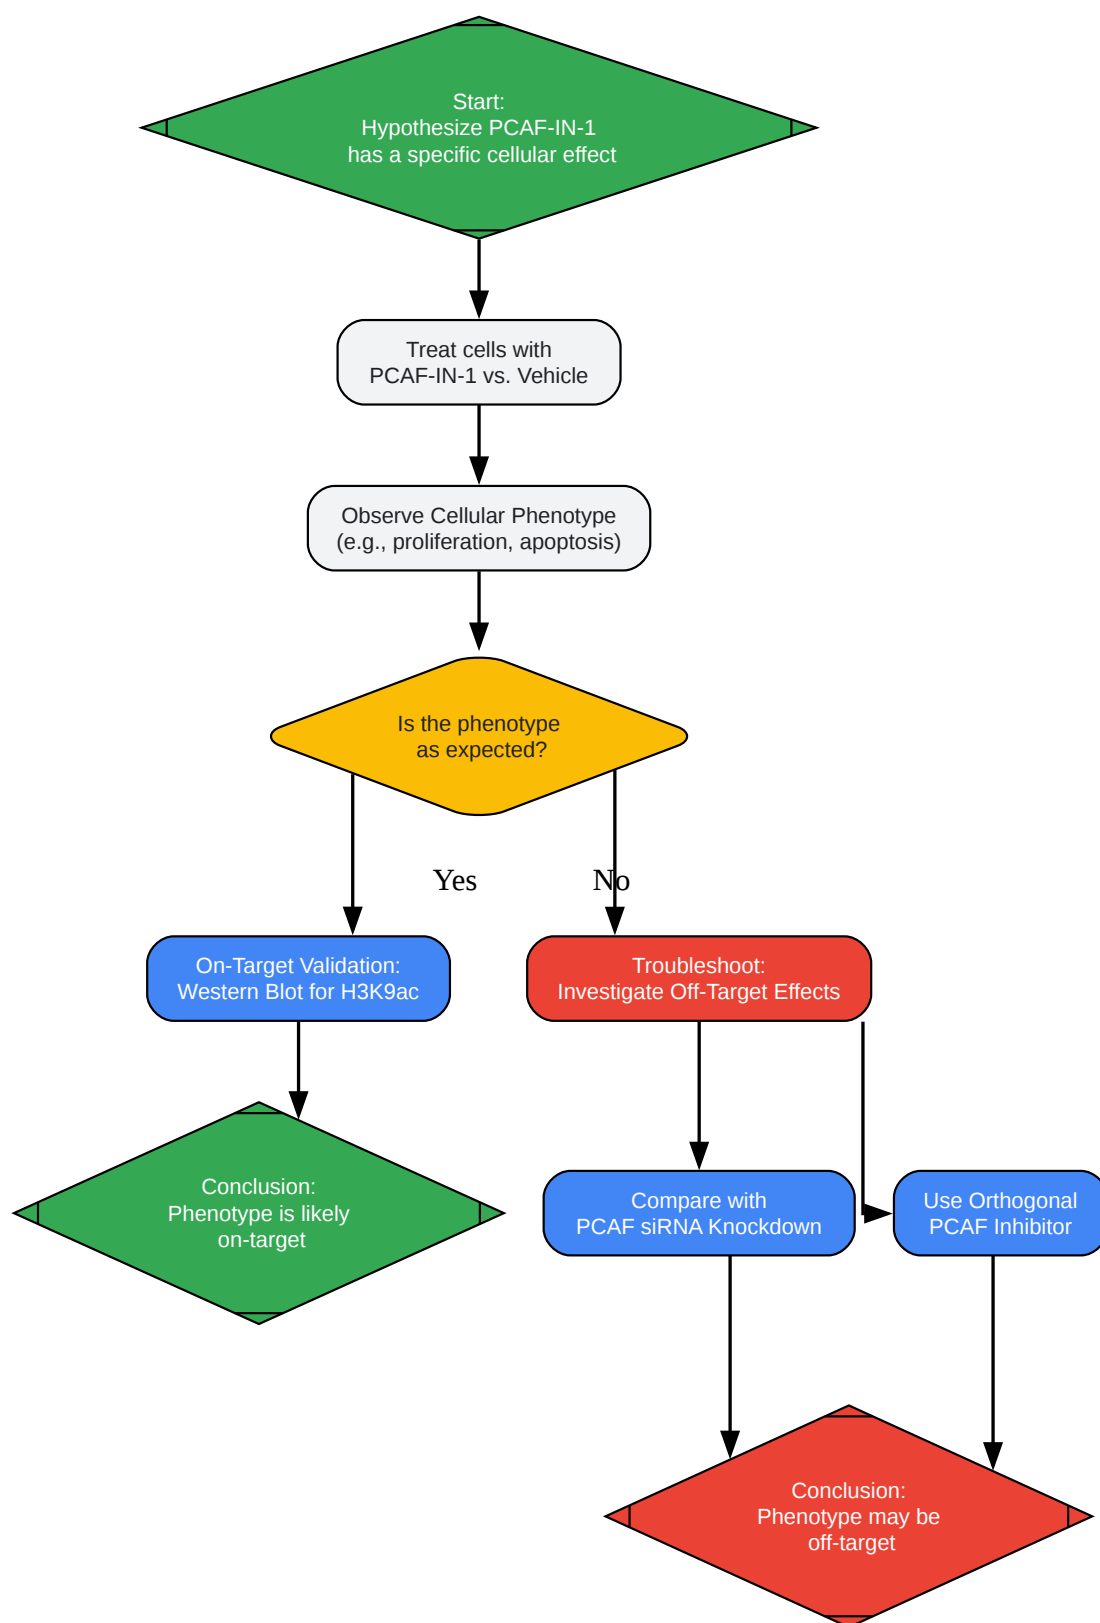 Start:
Hypothesize PCAF-IN-1
has a specific cellular effect
Treat cells with
PCAF-IN-1 vs. Vehicle
Observe Cellular Phenotype
(e.g., proliferation, apoptosis)
Is the phenotype
as expected?
Yes
No
On-Target Validation:
Western Blot for H3K9ac
Troubleshoot:
Investigate Off-Target Effects
Conclusion:
Phenotype is likely
on-target
Compare with
PCAF siRNA Knockdown
Use Orthogonal
PCAF Inhibitor
Conclusion:
Phenotype may be
off-target